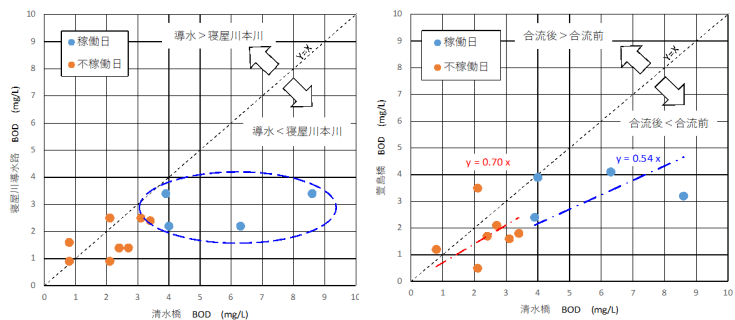 導水＞寝屋川本川
稼働日
不稼働日
Y=X
導水＜寝屋川本川
寝屋川導水路 BOD (mg/L)
10
9
8
7
6
5
4
3
2
1
0
0 1 2 3 4 5 6 7 8 9 10
清水橋 BOD (mg/L)
合流後＞合流前
稼働日
不稼働日
Y=X
合流後＜合流前
y = 0.70 x
y = 0.54 x
萱島橋 BOD (mg/L)
10
9
8
7
6
5
4
3
2
1
0
0 1 2 3 4 5 6 7 8 9 10
清水橋 BOD (mg/L)